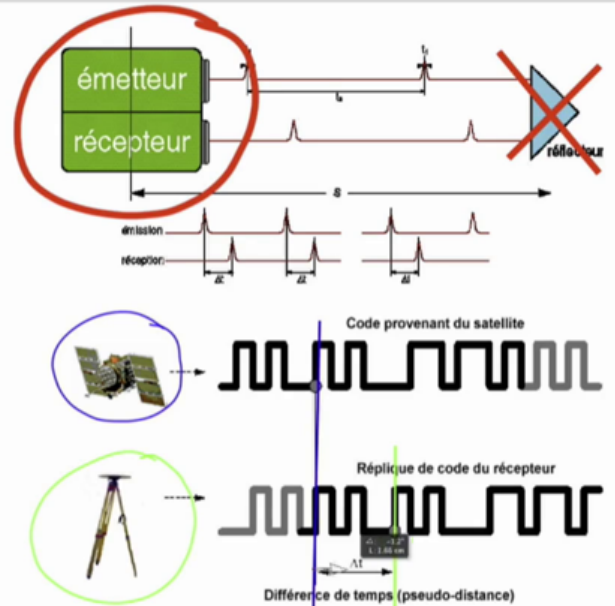 émetteur
récepteur
réflecteur
s
émission
réception
Code provenant du satellite
Réplique de code du récepteur
Δt
Différence de temps (pseudo-distance)